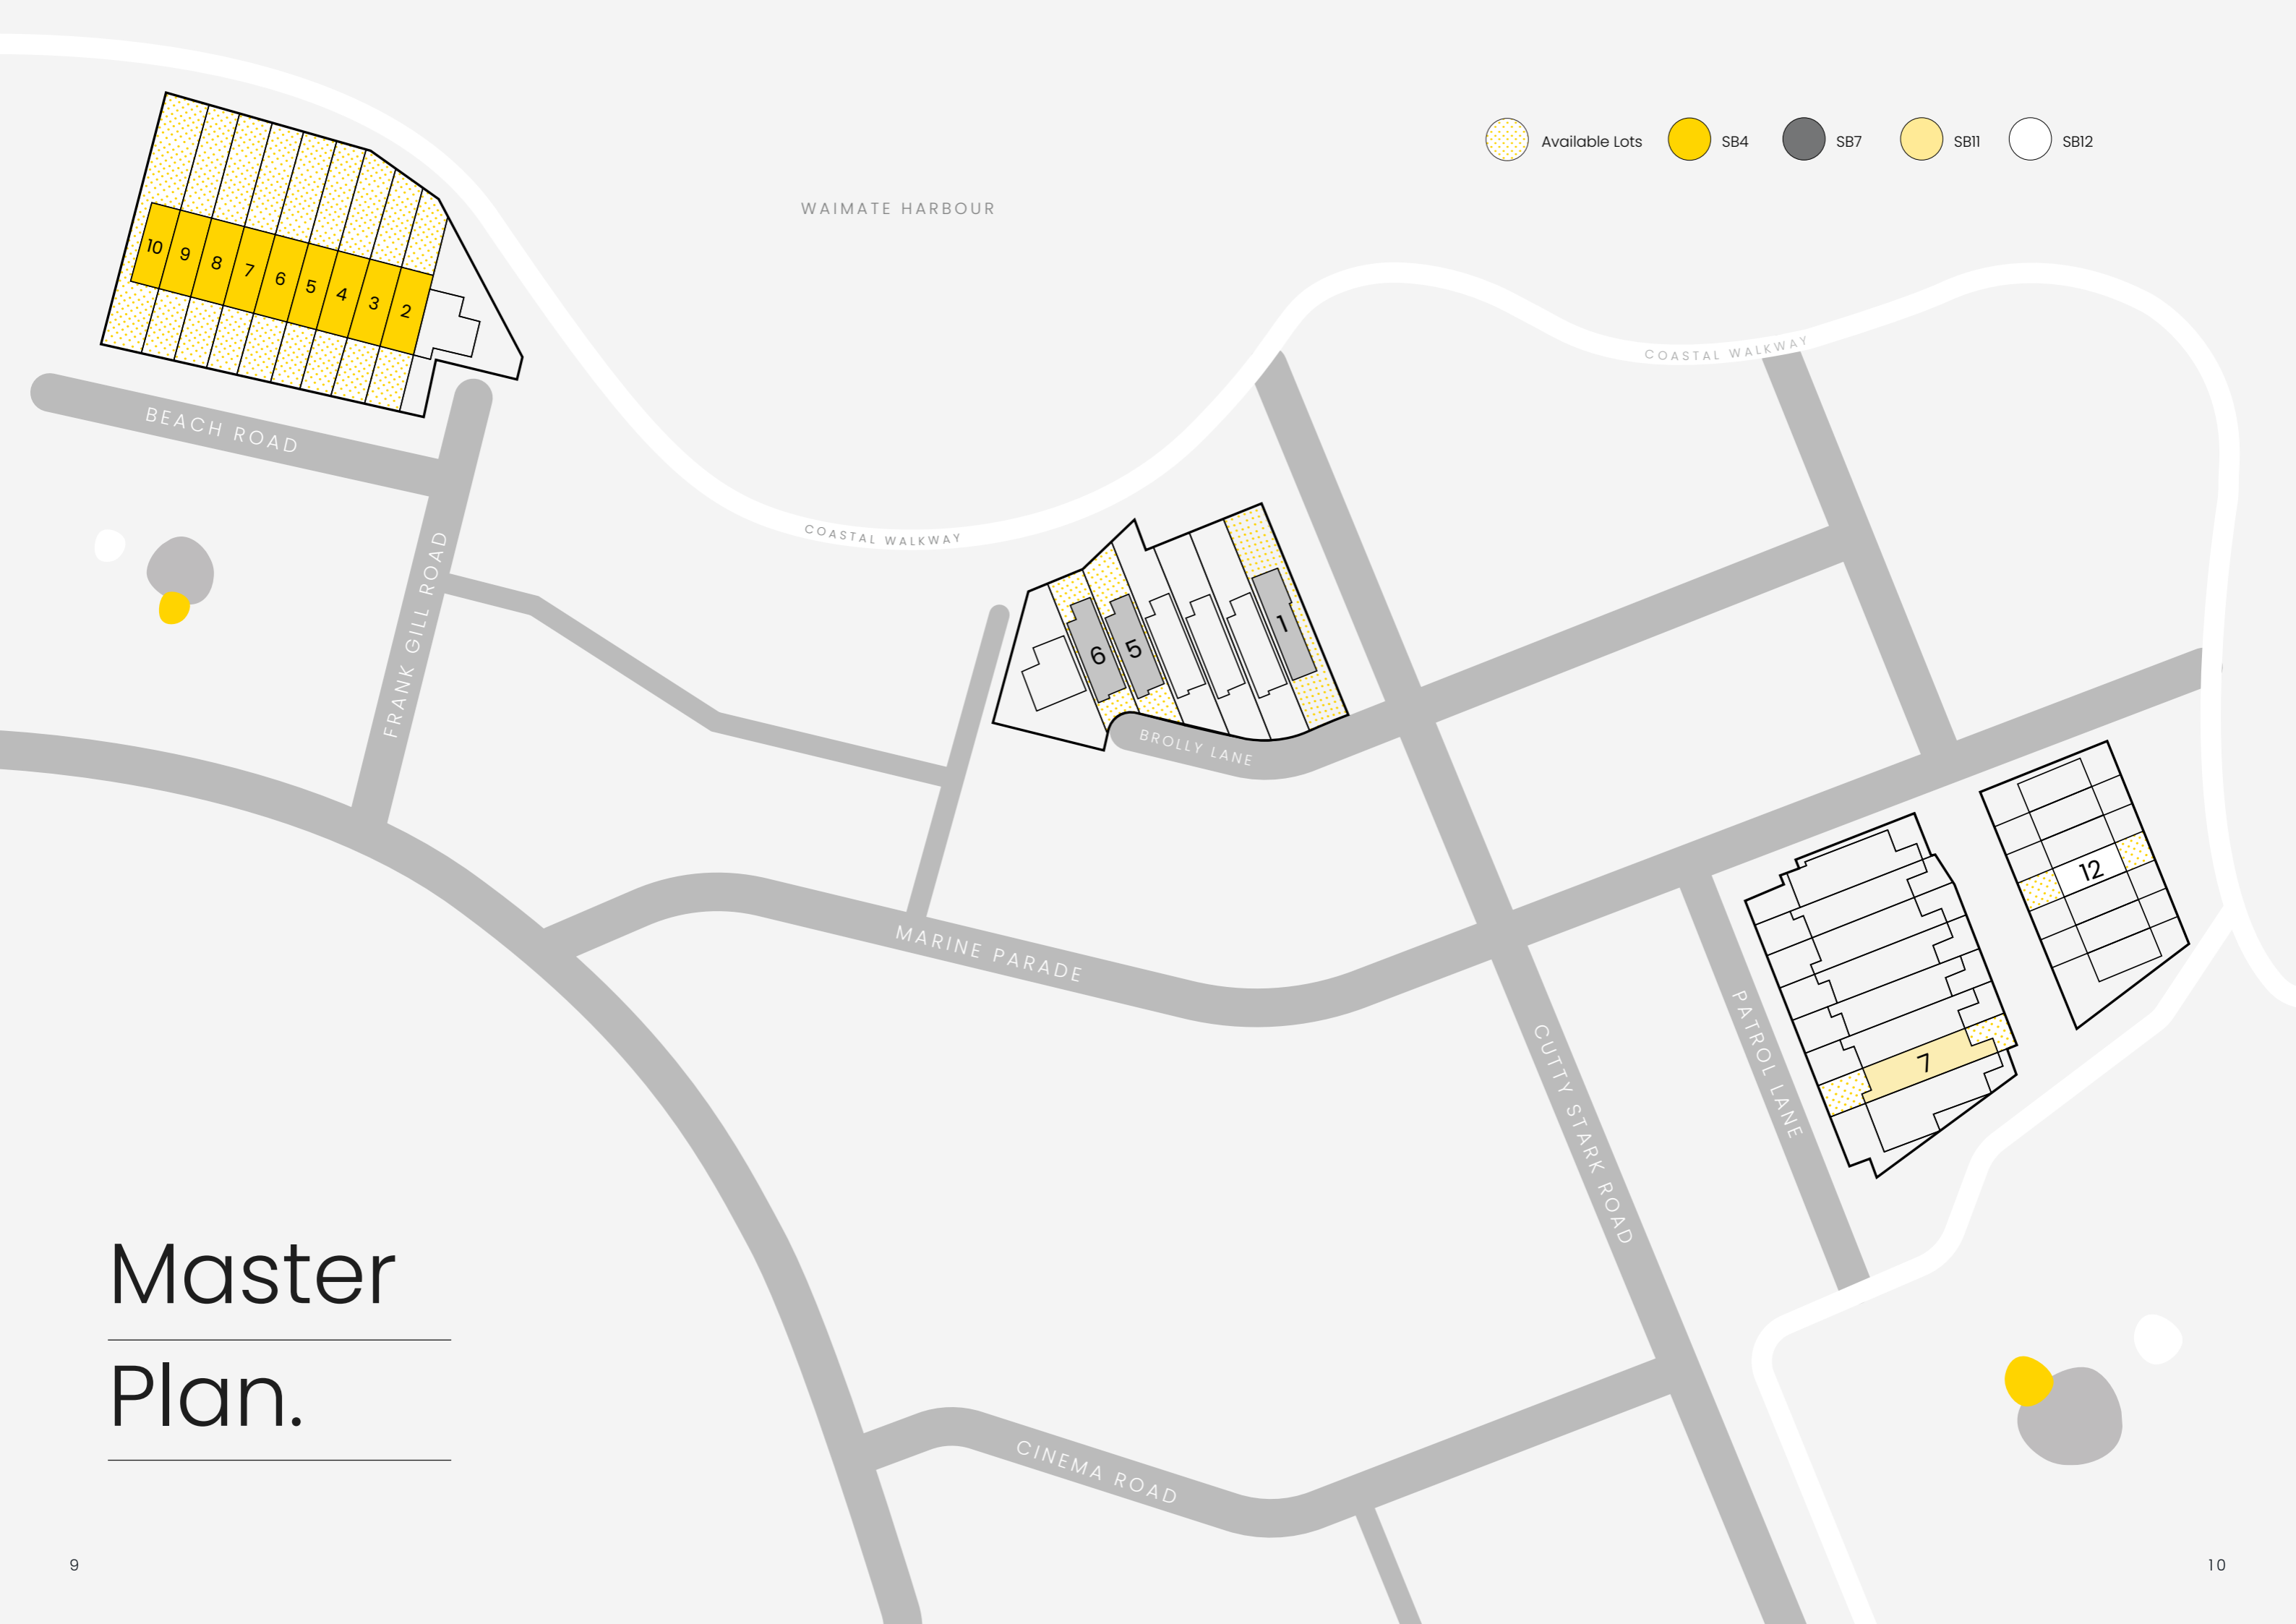 Available Lots
SB4
SB7
SB11
SB12
WAIMATE HARBOUR
10
9
8
7
6
5
4
3
2
BEACH ROAD
FRANK GILL ROAD
COASTAL WALKWAY
COASTAL WALKWAY
6
5
1
BROLLY LANE
12
7
MARINE PARADE
PATROL LANE
CUTTY STARK ROAD
Master
Plan.
CINEMA ROAD
9
10